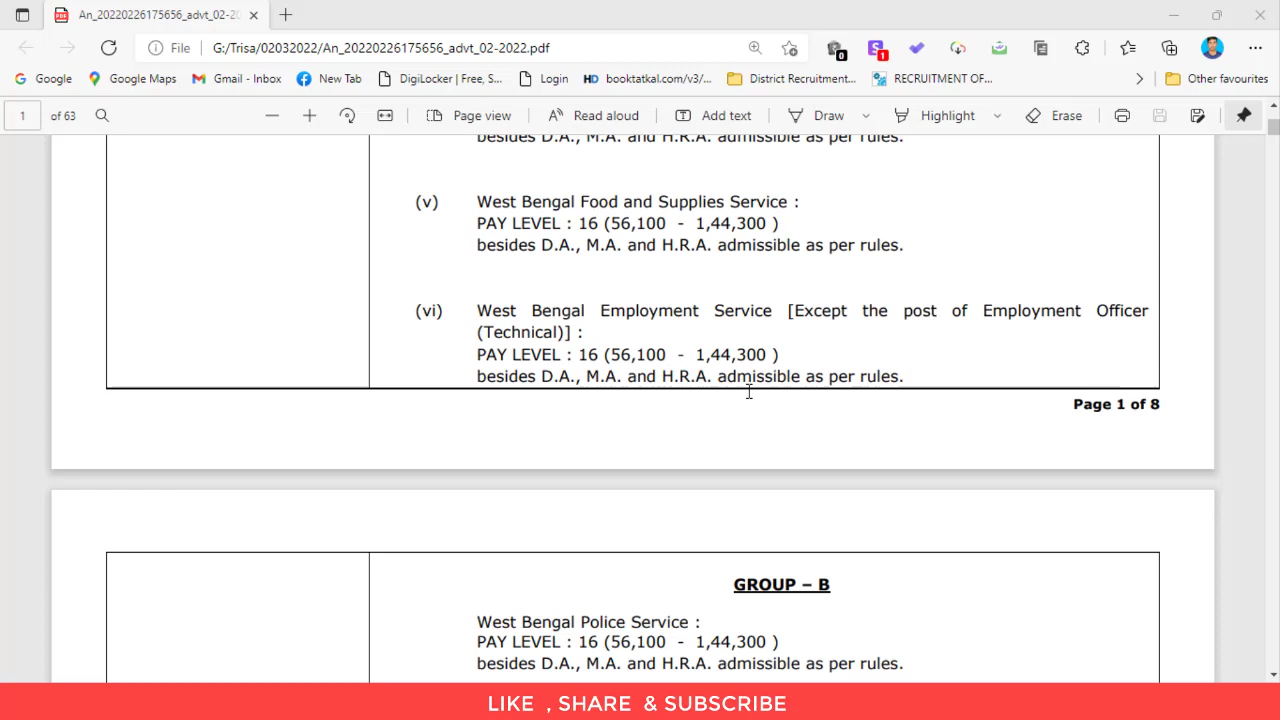 An_20220226175656_advt_02-20
File G:/Trisa/02032022/An_20220226175656_advt_02-2022.pdf
0
1
Google Google Maps Gmail - Inbox New Tab DigiLocker | Free, S... Login HD booktatkal.com/v3/... District Recruitment... RECRUITMENT OF... Other favourites
1 of 63 Page view Read aloud Add text Draw Highlight Erase
besides D.A., M.A. and H.R.A. admissible as per rules.
(v) West Bengal Food and Supplies Service :
PAY LEVEL : 16 (56,100 - 1,44,300 )
besides D.A., M.A. and H.R.A. admissible as per rules.
(vi) West Bengal Employment Service [Except the post of Employment Officer
(Technical)] :
PAY LEVEL : 16 (56,100 - 1,44,300 )
besides D.A., M.A. and H.R.A. admissible as per rules.
Page 1 of 8
GROUP – B
West Bengal Police Service :
PAY LEVEL : 16 (56,100 - 1,44,300 )
besides D.A., M.A. and H.R.A. admissible as per rules.
LIKE , SHARE & SUBSCRIBE